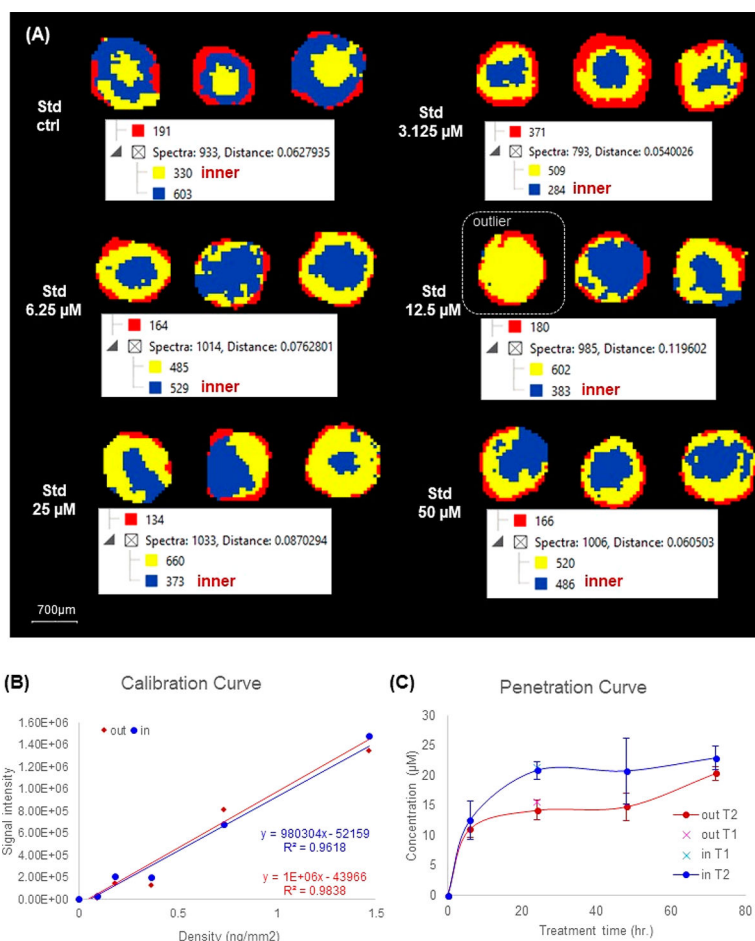 (A)
Std
ctrl
191
Spectra: 933, Distance: 0.0627935
330 inner
603
Std
3.125 µM
371
Spectra: 793, Distance: 0.0540026
509
284 inner
Std
6.25 µM
164
Spectra: 1014, Distance: 0.0762801
485
529 inner
outlier
Std
12.5 µM
180
Spectra: 985, Distance: 0.119602
602
383 inner
Std
25 µM
134
Spectra: 1033, Distance: 0.0870294
660
373 inner
Std
50 µM
166
Spectra: 1006, Distance: 0.060503
520
486 inner
700µm
(B)
Calibration Curve
Signal intensity
1.60E+06
1.40E+06
1.20E+06
1.00E+06
8.00E+05
6.00E+05
4.00E+05
2.00E+05
0.00E+00
out in
y = 980304x - 52159
R² = 0.9618
y = 1E+06x - 43966
R² = 0.9838
0 0.5 1 1.5
Density (ng/mm2)
(C)
Penetration Curve
Concentration (µM)
30
25
20
15
10
5
0
out T2
out T1
in T1
in T2
0 20 40 60 80
Treatment time (hr.)